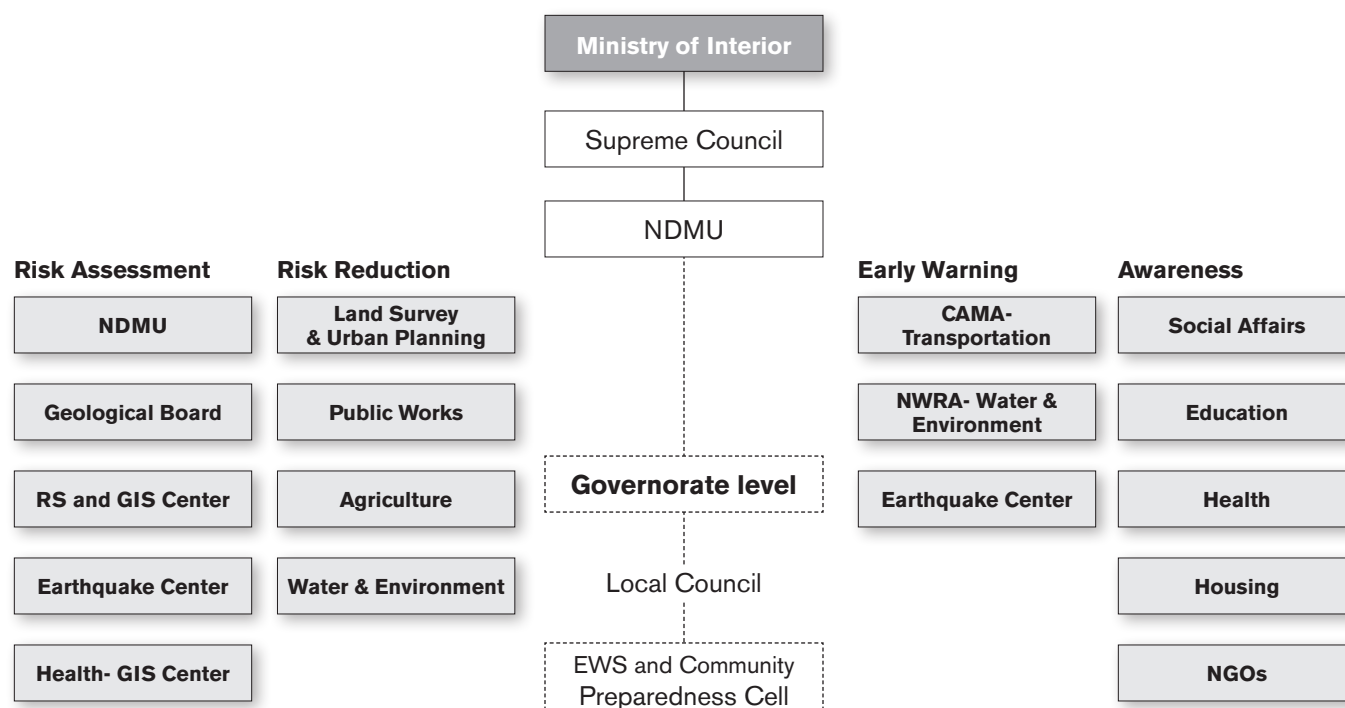 Ministry of Interior
Supreme Council
NDMU
Risk Assessment
NDMU
Geological Board
RS and GIS Center
Earthquake Center
Health- GIS Center
Risk Reduction
Land Survey
& Urban Planning
Public Works
Agriculture
Water & Environment
Governorate level
Local Council
EWS and Community
Preparedness Cell
Early Warning
CAMA-
Transportation
NWRA- Water &
Environment
Earthquake Center
Awareness
Social Affairs
Education
Health
Housing
NGOs